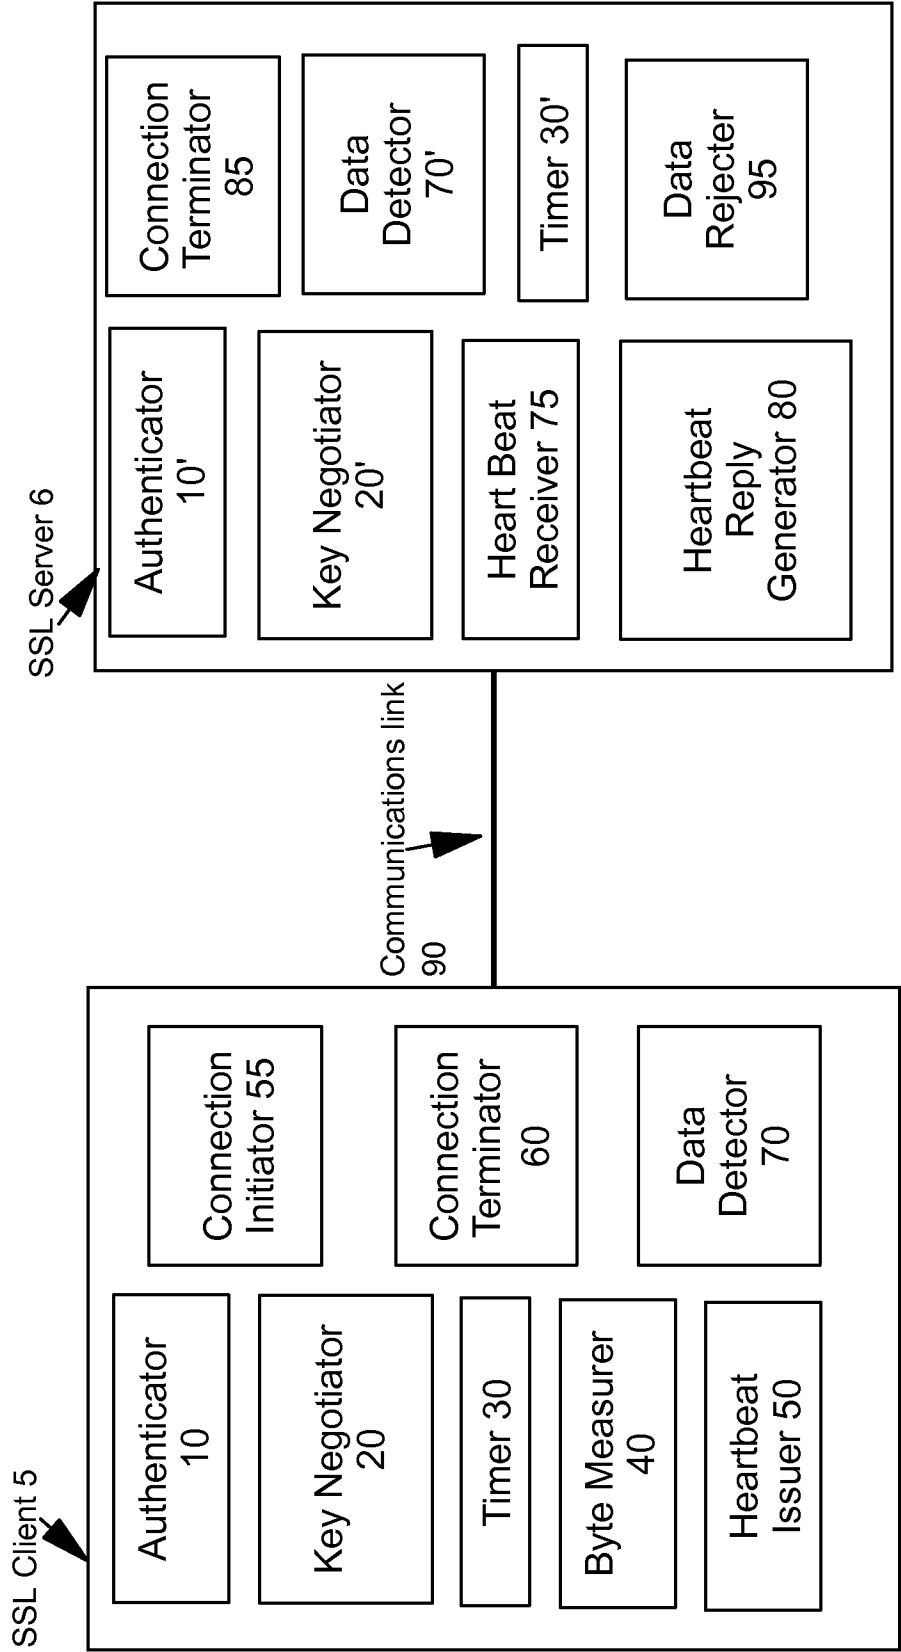 SSL Client 5
Authenticator
10
Key Negotiator
20
Timer 30
Byte Measurer
40
Heartbeat
Issuer 50
Connection
Initiator 55
Connection
Terminator
60
Data
Detector
70
Communications link
90
SSL Server 6
Authenticator
10'
Key Negotiator
20'
Heart Beat
Receiver 75
Heartbeat
Reply
Generator 80
Connection
Terminator
85
Data
Detector
70'
Timer 30'
Data
Rejecter
95